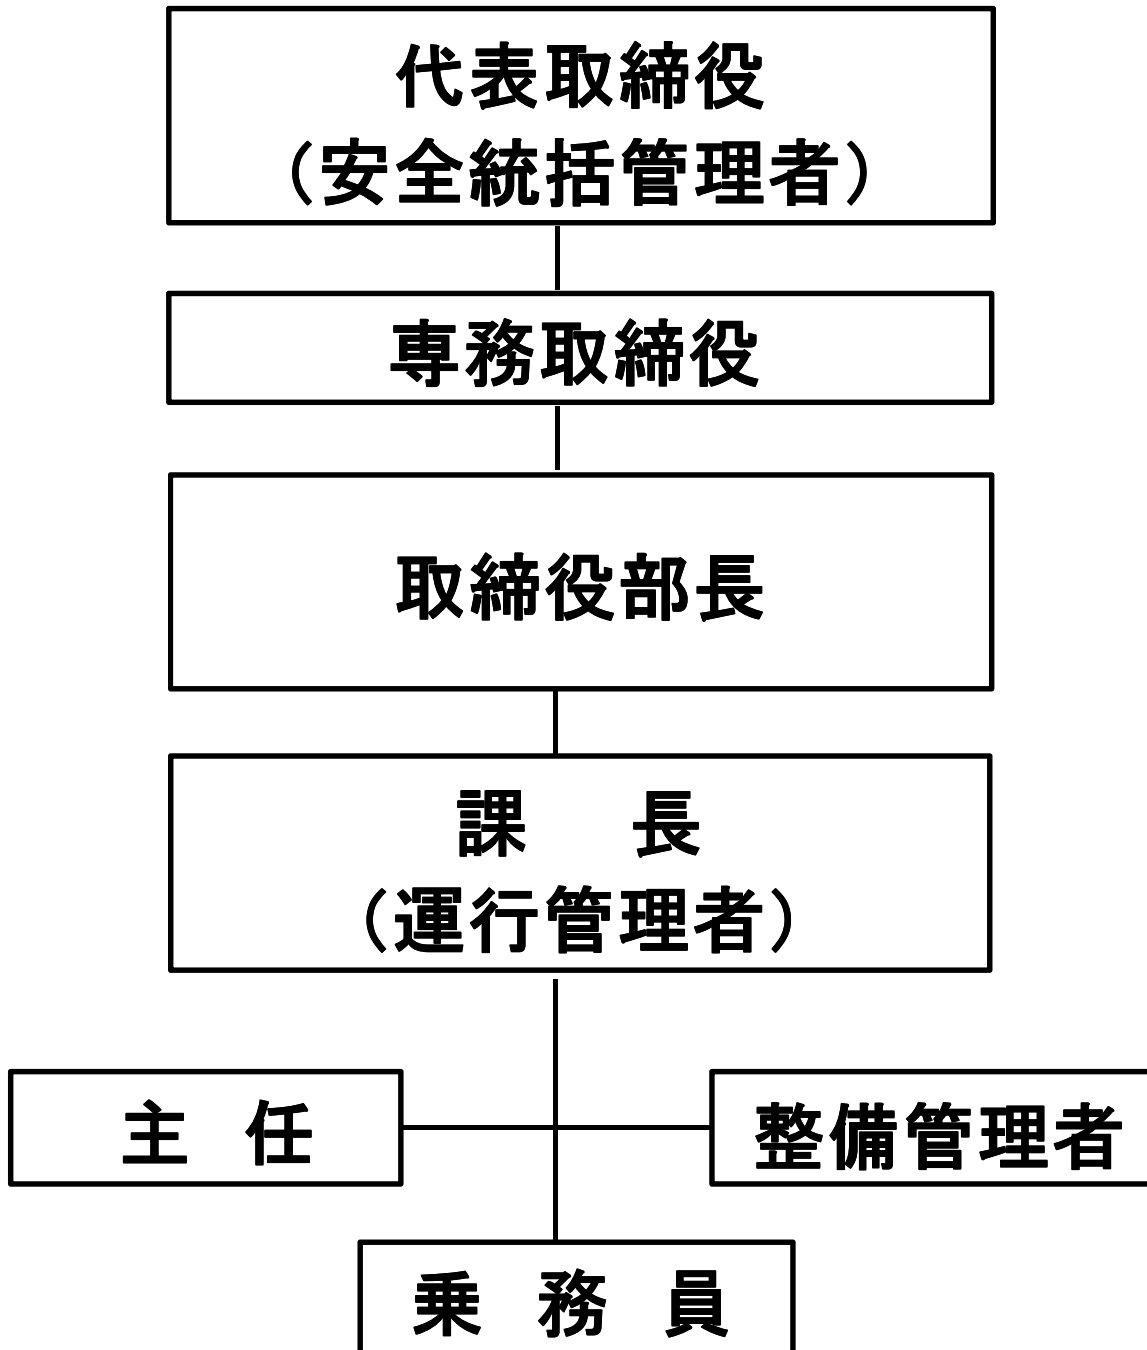 代表取締役
（安全統括管理者）
専務取締役
取締役部長
課　長
（運行管理者）
主　任
整備管理者
乗　務　員